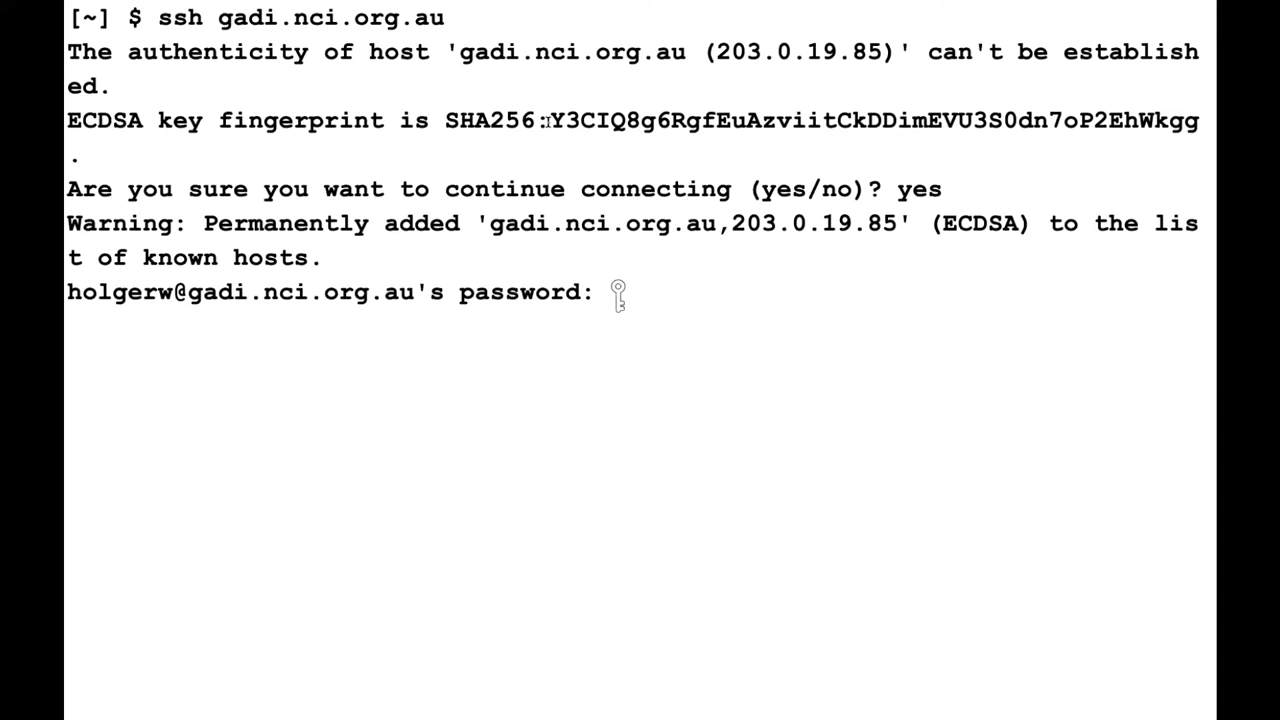 [~] $ ssh gadi.nci.org.au
The authenticity of host 'gadi.nci.org.au (203.0.19.85)' can't be establish
ed.
ECDSA key fingerprint is SHA256:Y3CIQ8g6RgfEuAzviitCkDDimEVU3S0dn7oP2EhWkgg
.
Are you sure you want to continue connecting (yes/no)? yes
Warning: Permanently added 'gadi.nci.org.au,203.0.19.85' (ECDSA) to the lis
t of known hosts.
holgerw@gadi.nci.org.au's password: